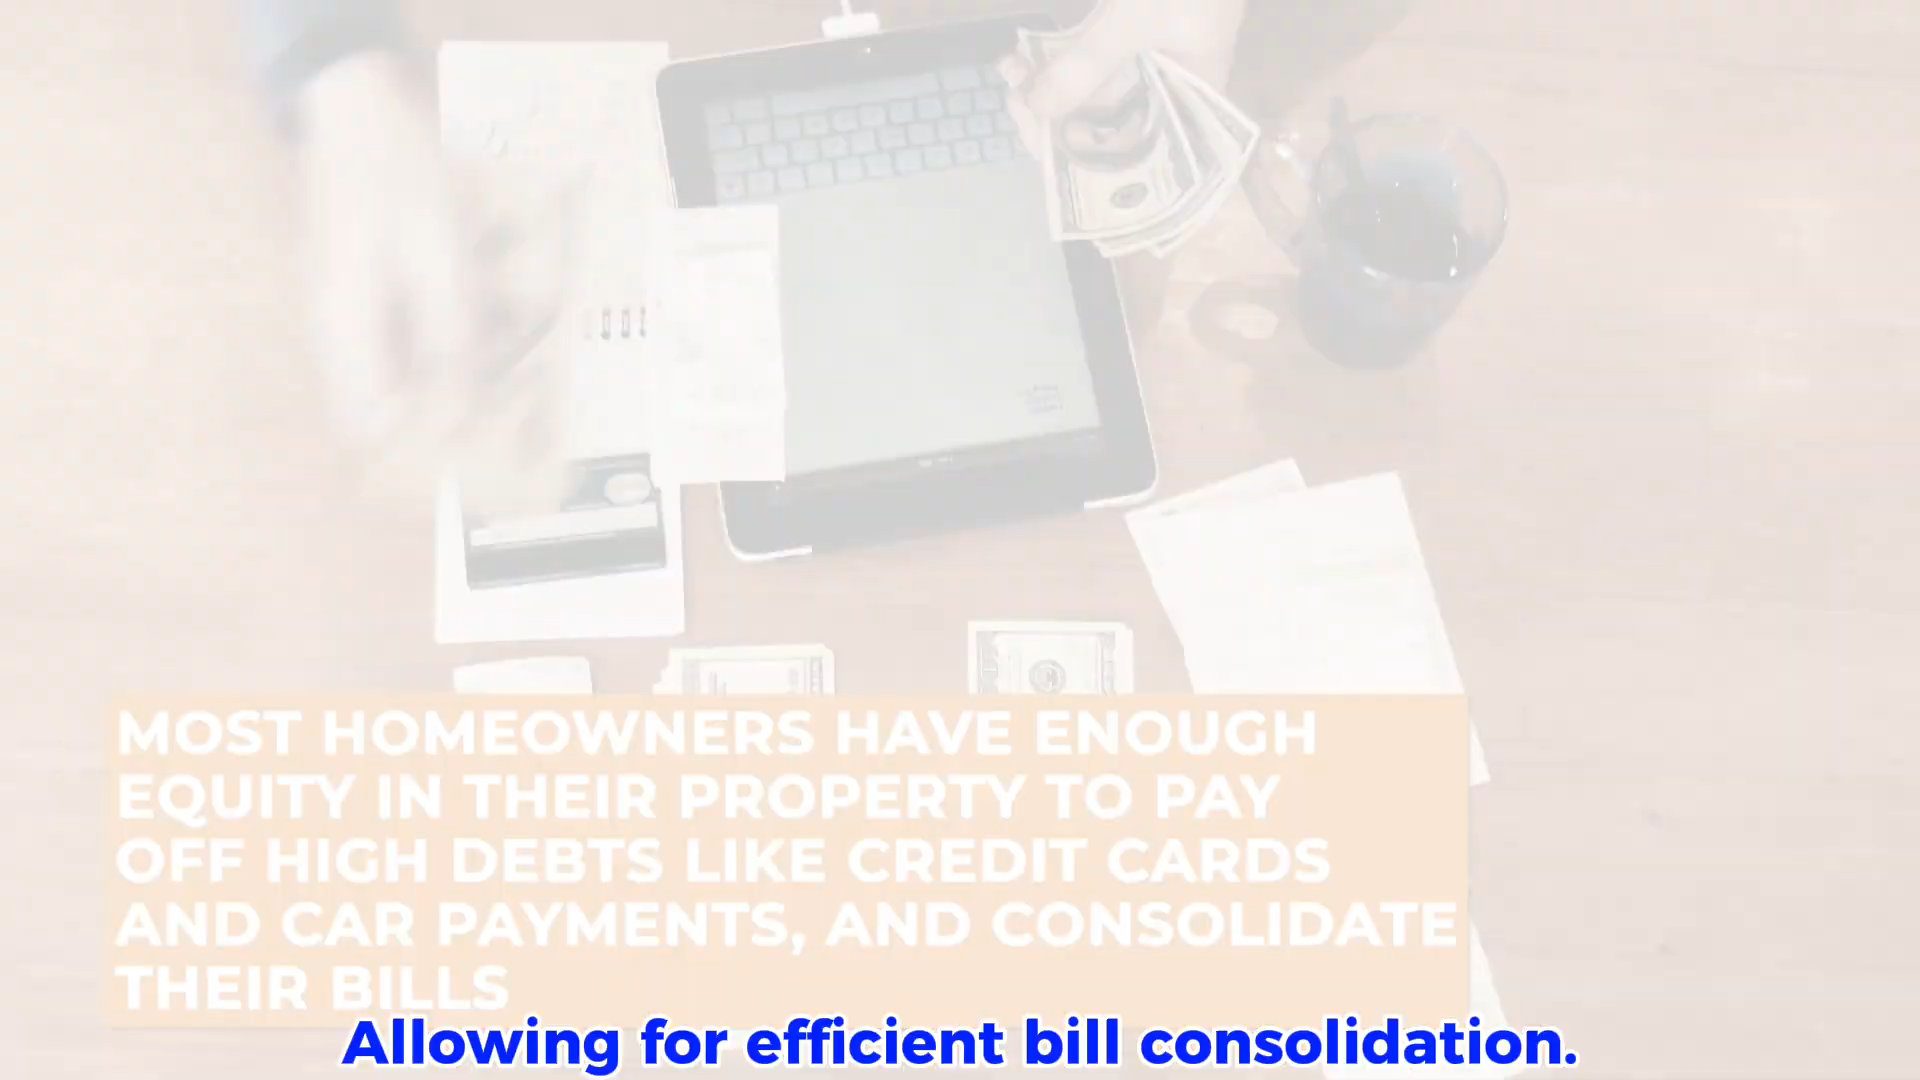 MOST HOMEOWNERS HAVE ENOUGH
EQUITY IN THEIR PROPERTY TO PAY
OFF HIGH DEBTS LIKE CREDIT CARDS
AND CAR PAYMENTS, AND CONSOLIDATE
THEIR BILLS
Allowing for efficient bill consolidation.